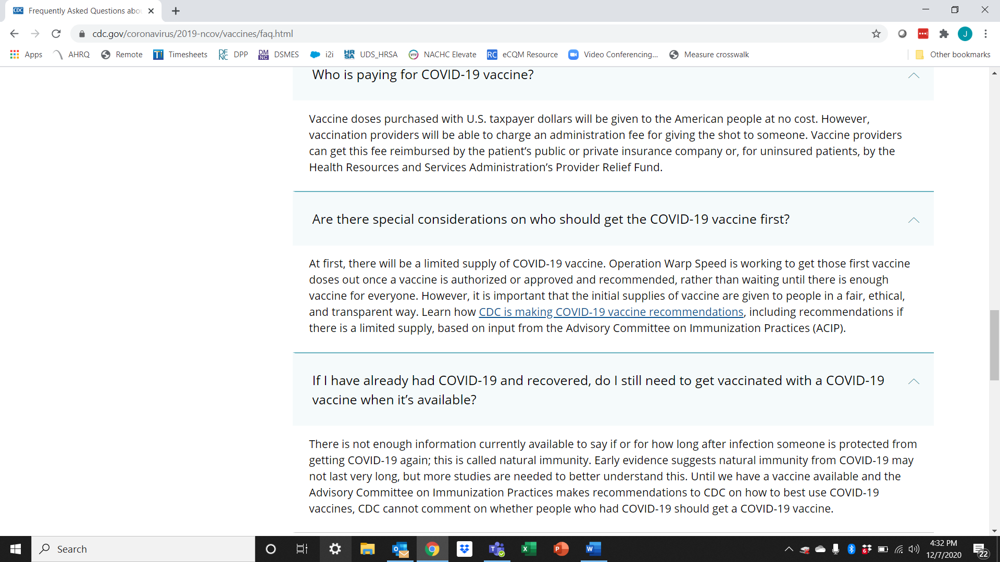 CDC Frequently Asked Questions abou
cdc.gov/coronavirus/2019-ncov/vaccines/faq.html
J
Apps AHRQ Remote Timesheets DPP DSMES i2i UDS_HRSA NACHC Elevate RC eCQM Resource Video Conferencing... Measure crosswalk Other bookmarks
Who is paying for COVID-19 vaccine?
Vaccine doses purchased with U.S. taxpayer dollars will be given to the American people at no cost. However,
vaccination providers will be able to charge an administration fee for giving the shot to someone. Vaccine providers
can get this fee reimbursed by the patient’s public or private insurance company or, for uninsured patients, by the
Health Resources and Services Administration’s Provider Relief Fund.
Are there special considerations on who should get the COVID-19 vaccine first?
At first, there will be a limited supply of COVID-19 vaccine. Operation Warp Speed is working to get those first vaccine
doses out once a vaccine is authorized or approved and recommended, rather than waiting until there is enough
vaccine for everyone. However, it is important that the initial supplies of vaccine are given to people in a fair, ethical,
and transparent way. Learn how CDC is making COVID-19 vaccine recommendations, including recommendations if
there is a limited supply, based on input from the Advisory Committee on Immunization Practices (ACIP).
If I have already had COVID-19 and recovered, do I still need to get vaccinated with a COVID-19
vaccine when it’s available?
There is not enough information currently available to say if or for how long after infection someone is protected from
getting COVID-19 again; this is called natural immunity. Early evidence suggests natural immunity from COVID-19 may
not last very long, but more studies are needed to better understand this. Until we have a vaccine available and the
Advisory Committee on Immunization Practices makes recommendations to CDC on how to best use COVID-19
vaccines, CDC cannot comment on whether people who had COVID-19 should get a COVID-19 vaccine.
Search
4:32 PM
12/7/2020
22